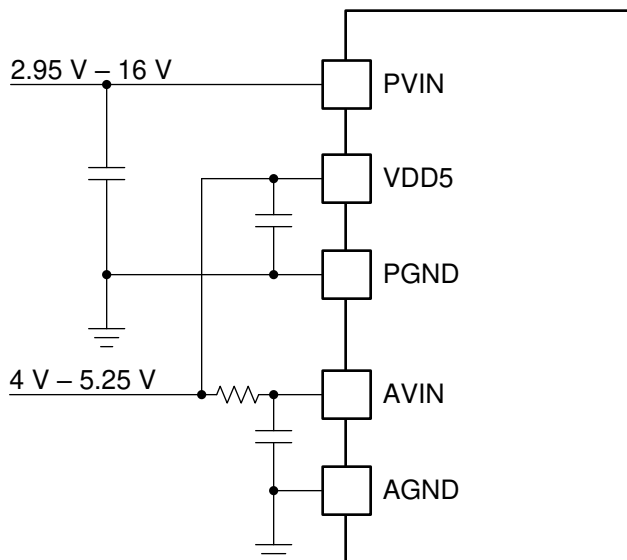 2.95 V – 16 V
PVIN
VDD5
PGND
4 V – 5.25 V
AVIN
AGND